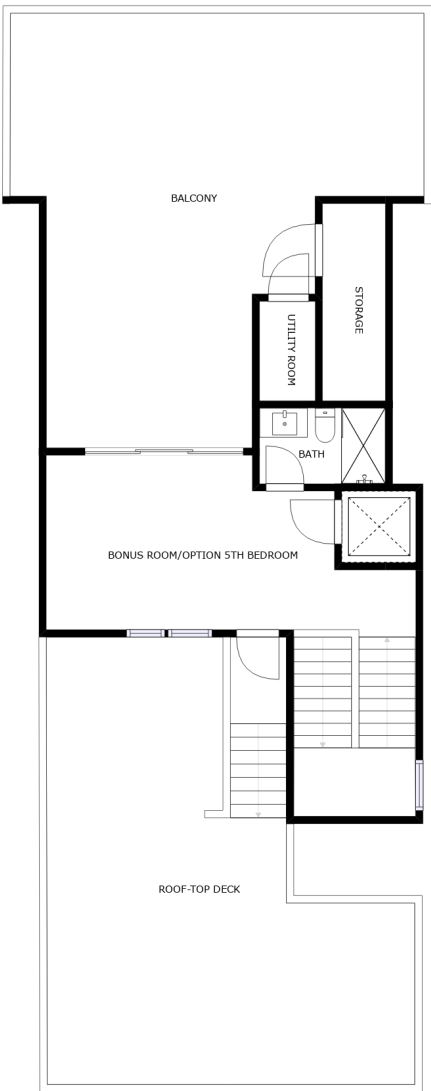 BALCONY
STORAGE
UTILITY ROOM
BATH
BONUS ROOM/OPTION 5TH BEDROOM
ROOF-TOP DECK